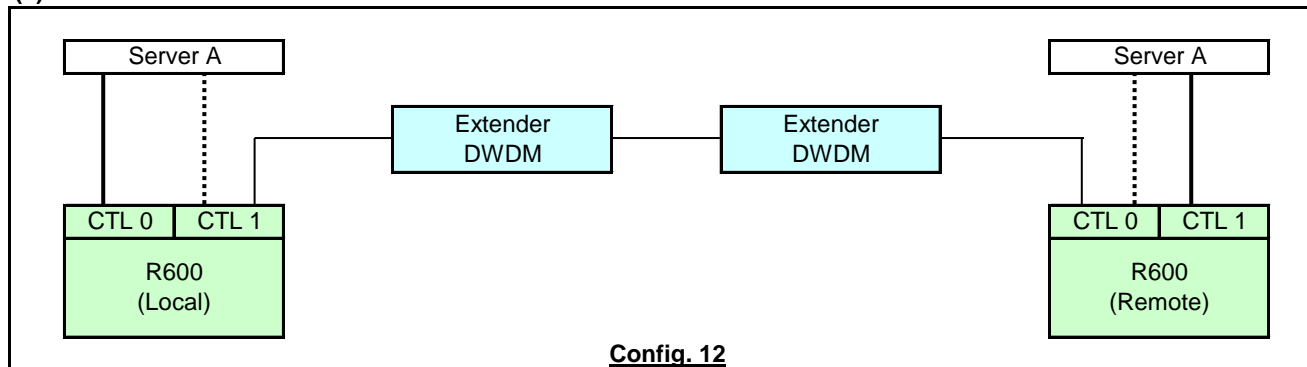 Server A
Server A
Extender
DWDM
Extender
DWDM
CTL 0
CTL 1
CTL 0
CTL 1
R600
(Local)
R600
(Remote)
Config. 12